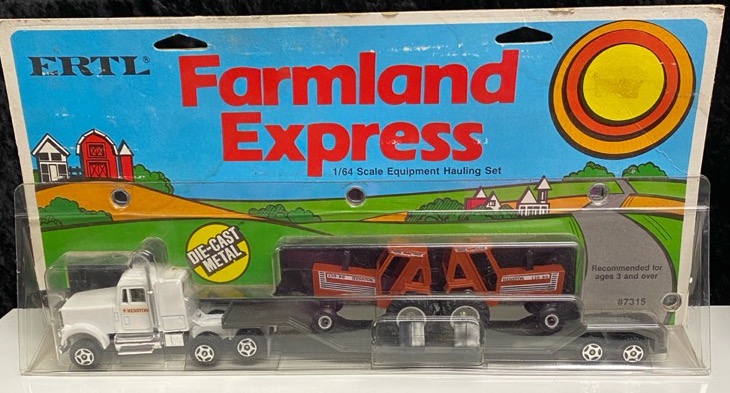 ERTL®
Farmland
Express
1/64 Scale Equipment Hauling Set
DIE-CAST
METAL
Recommended for
ages 3 and over
#7315
HESSTON